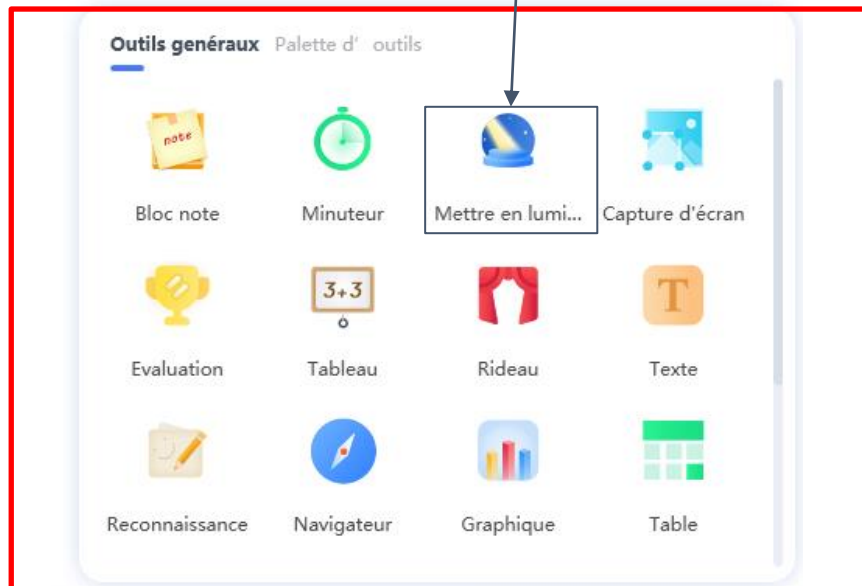 Outils genéraux Palette d' outils
note
Bloc note Minuteur Mettre en lumi... Capture d'écran
3+3
T
Evaluation Tableau Rideau Texte
Reconnaissance Navigateur Graphique Table